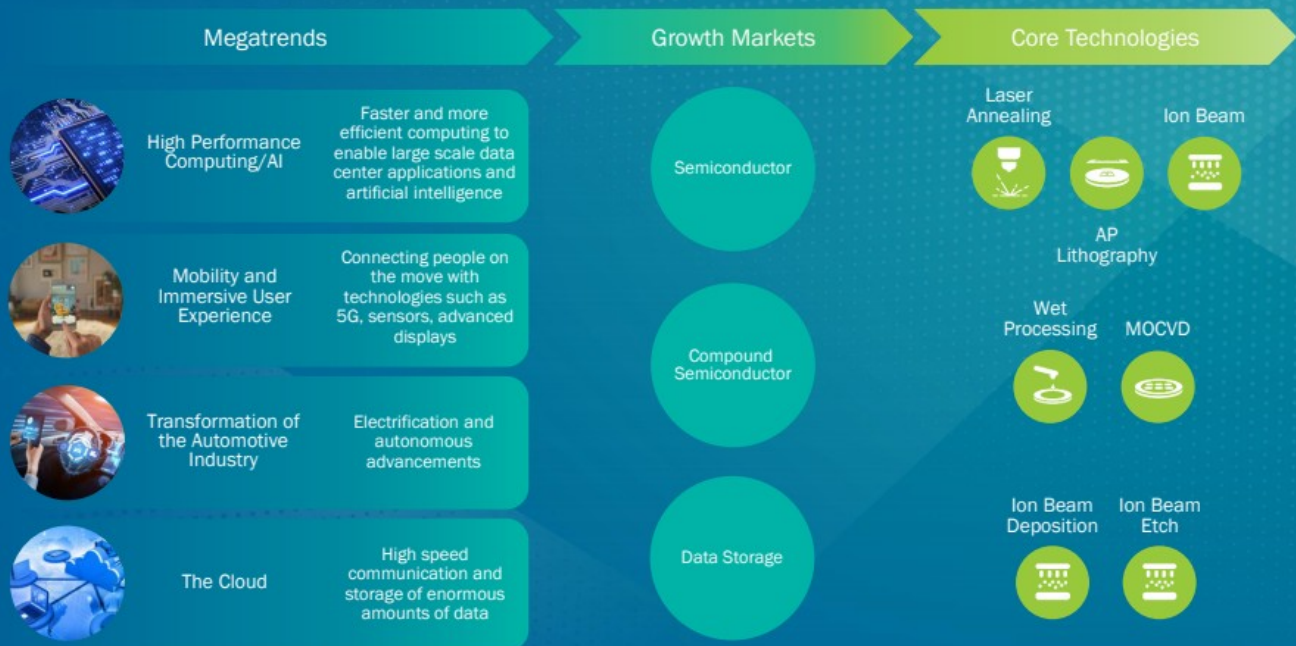 Megatrends
Growth Markets
Core Technologies
High Performance
Computing/AI
Faster and more
efficient computing to
enable large scale data
center applications and
artificial intelligence
Mobility and
Immersive User
Experience
Connecting people on
the move with
technologies such as
5G, sensors, advanced
displays
Transformation of
the Automotive
Industry
Electrification and
autonomous
advancements
The Cloud
High speed
communication and
storage of enormous
amounts of data
Semiconductor
Compound
Semiconductor
Data Storage
Laser
Annealing
Ion Beam
AP
Lithography
Wet
Processing
MOCVD
Ion Beam
Deposition
Ion Beam
Etch